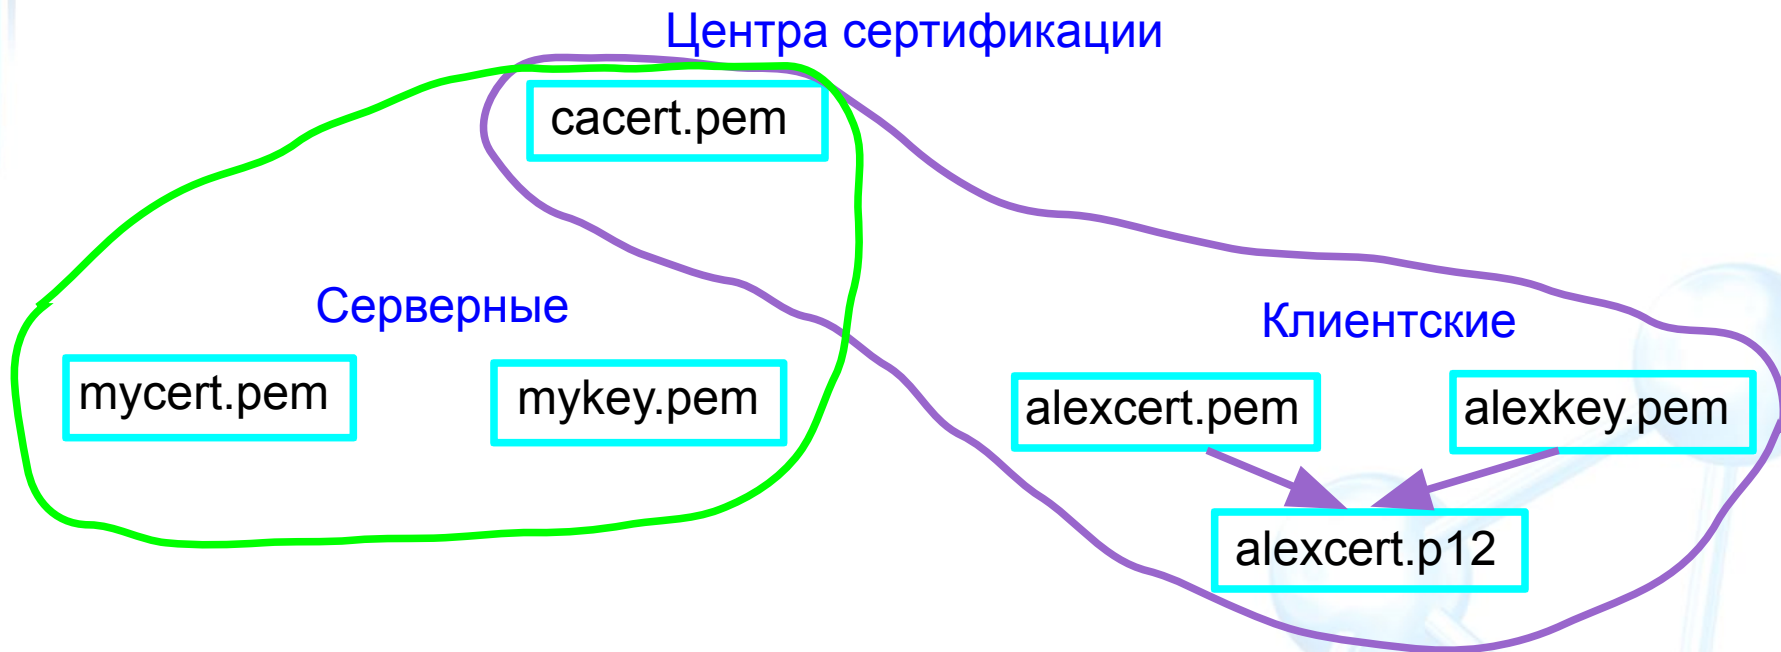 Центра сертификации
cacert.pem
Серверные
Клиентские
mycert.pem
mykey.pem
alexcert.pem
alexkey.pem
alexcert.p12